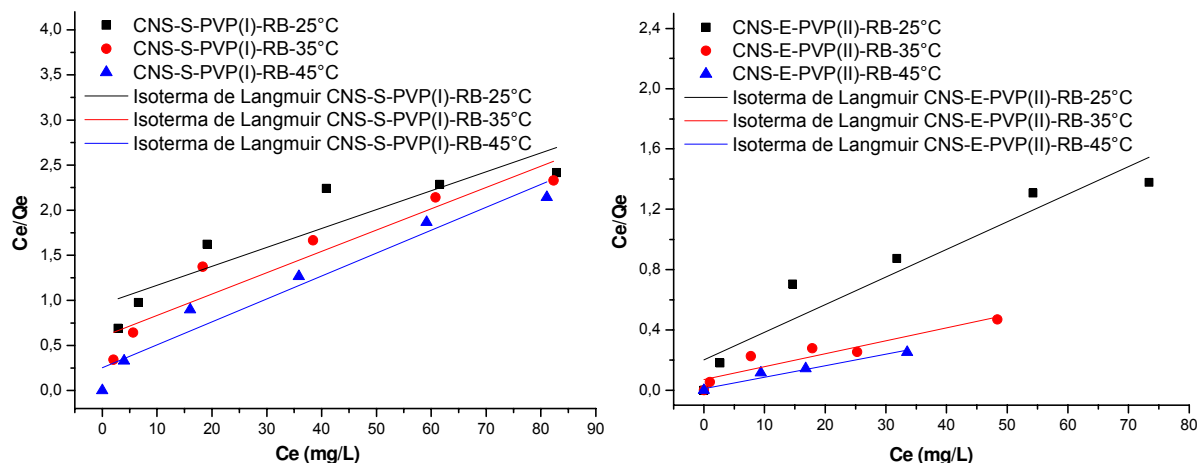 4,0
3,5
3,0
2,5
2,0
1,5
1,0
0,5
0,0
Ce/Qe
CNS-S-PVP(I)-RB-25°C
CNS-S-PVP(I)-RB-35°C
CNS-S-PVP(I)-RB-45°C
Isoterma de Langmuir CNS-S-PVP(I)-RB-25°C
Isoterma de Langmuir CNS-S-PVP(I)-RB-35°C
Isoterma de Langmuir CNS-S-PVP(I)-RB-45°C
0 10 20 30 40 50 60 70 80 90
Ce (mg/L)
2,4
2,0
1,6
1,2
0,8
0,4
0,0
Ce/Qe
CNS-E-PVP(II)-RB-25°C
CNS-E-PVP(II)-RB-35°C
CNS-E-PVP(II)-RB-45°C
Isoterma de Langmuir CNS-E-PVP(II)-RB-25°C
Isoterma de Langmuir CNS-E-PVP(II)-RB-35°C
Isoterma de Langmuir CNS-E-PVP(II)-RB-45°C
0 10 20 30 40 50 60 70 80
Ce (mg/L)